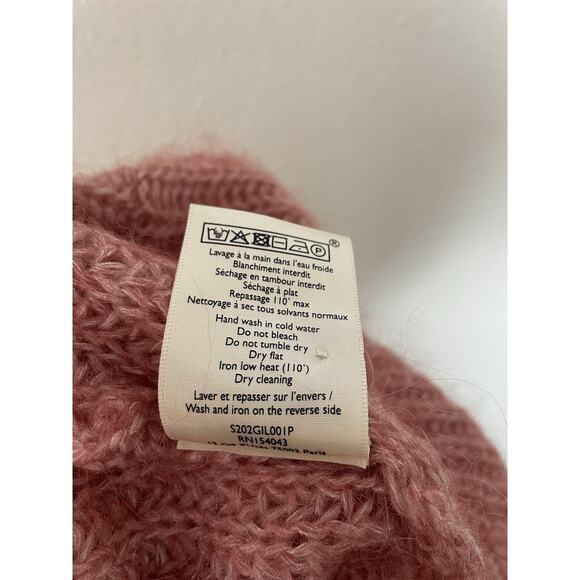 P ®
Lavage à la main dans l'eau froide
Blanchiment interdit
Séchage en tambour interdit
Séchage à plat
Repassage 110° max
Nettoyage à sec tous solvants normaux
Hand wash in cold water
Do not bleach
Do not tumble dry
Dry flat
Iron low heat (110°)
Dry cleaning
Laver et repasser sur l'envers /
Wash and iron on the reverse side
S202GIL001P
RN154043
75002 Paris